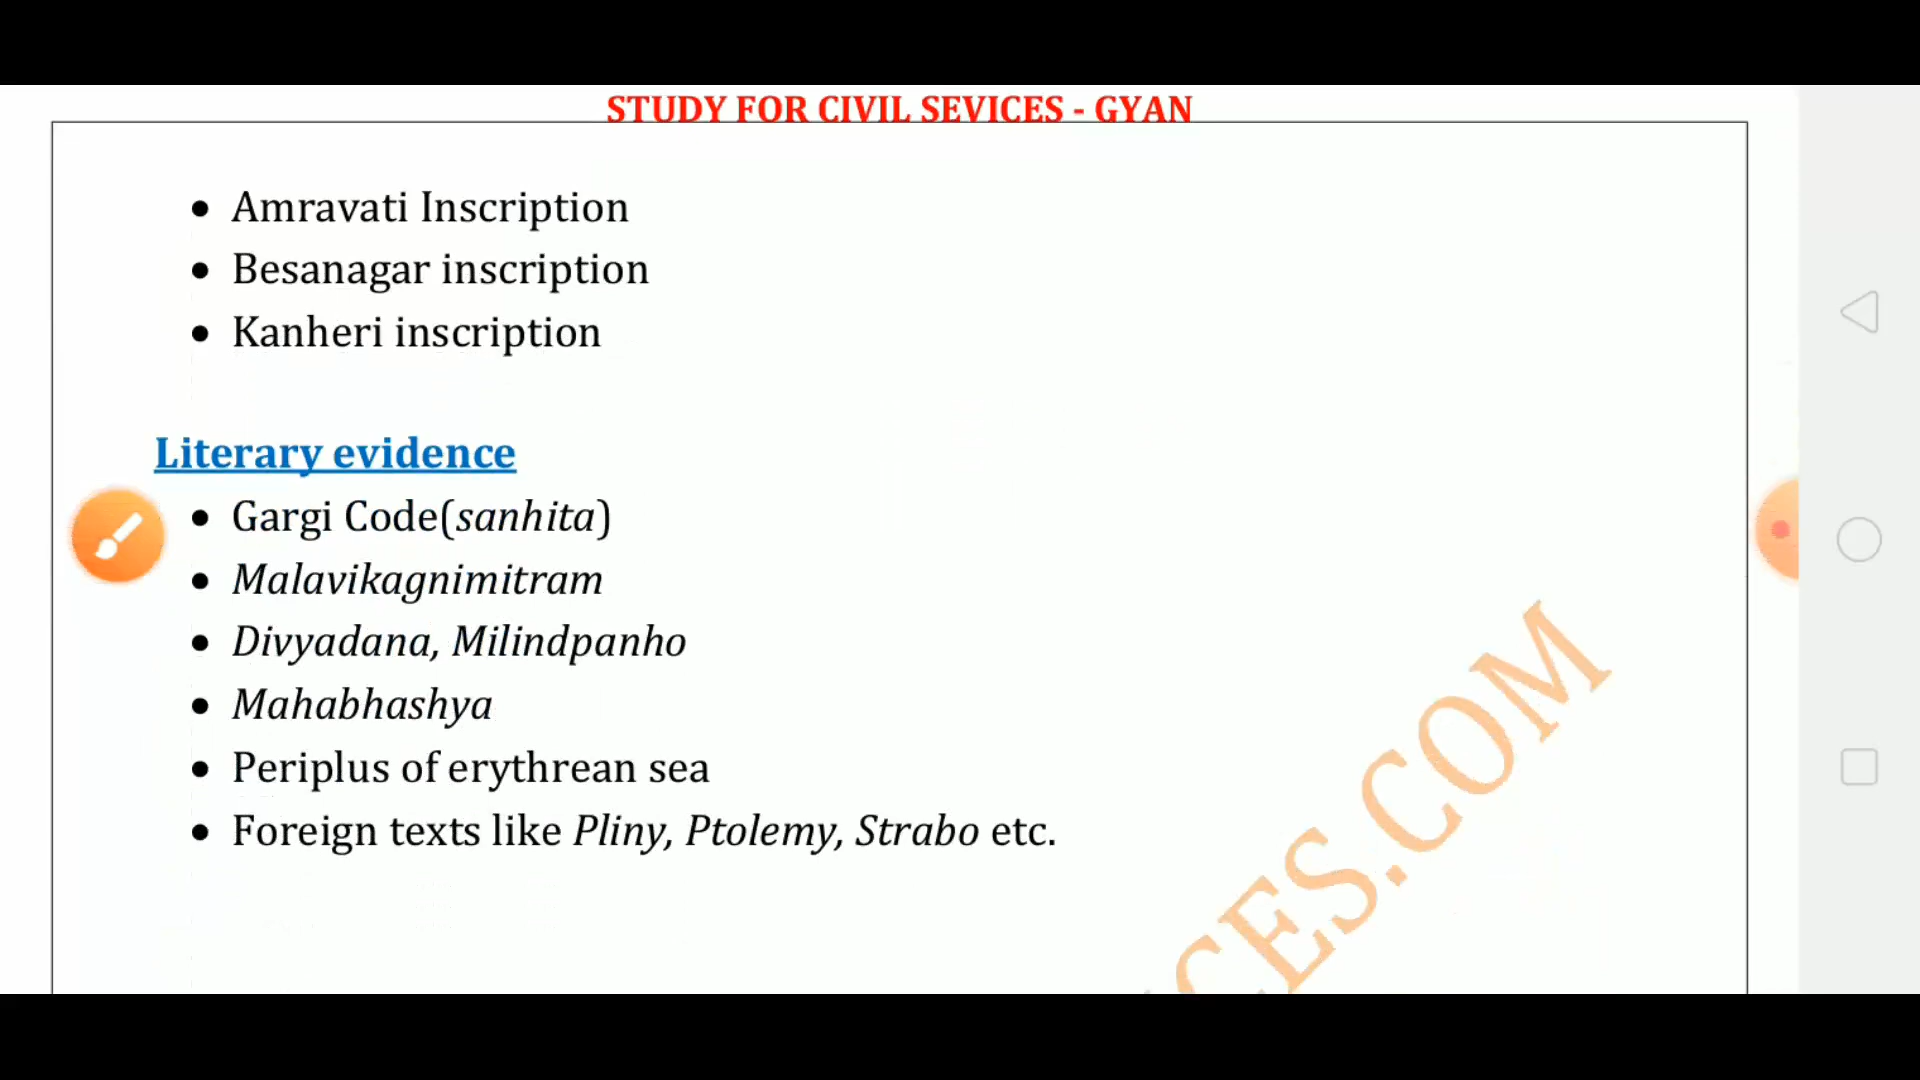 STUDY FOR CIVIL SEVICES - GYAN
• Amravati Inscription
• Besanagar inscription
• Kanheri inscription
Literary evidence
• Gargi Code(sanhita)
• Malavikagnimitram
• Divyadana, Milindpanho
• Mahabhashya
• Periplus of erythrean sea
• Foreign texts like Pliny, Ptolemy, Strabo etc.
CES.COM